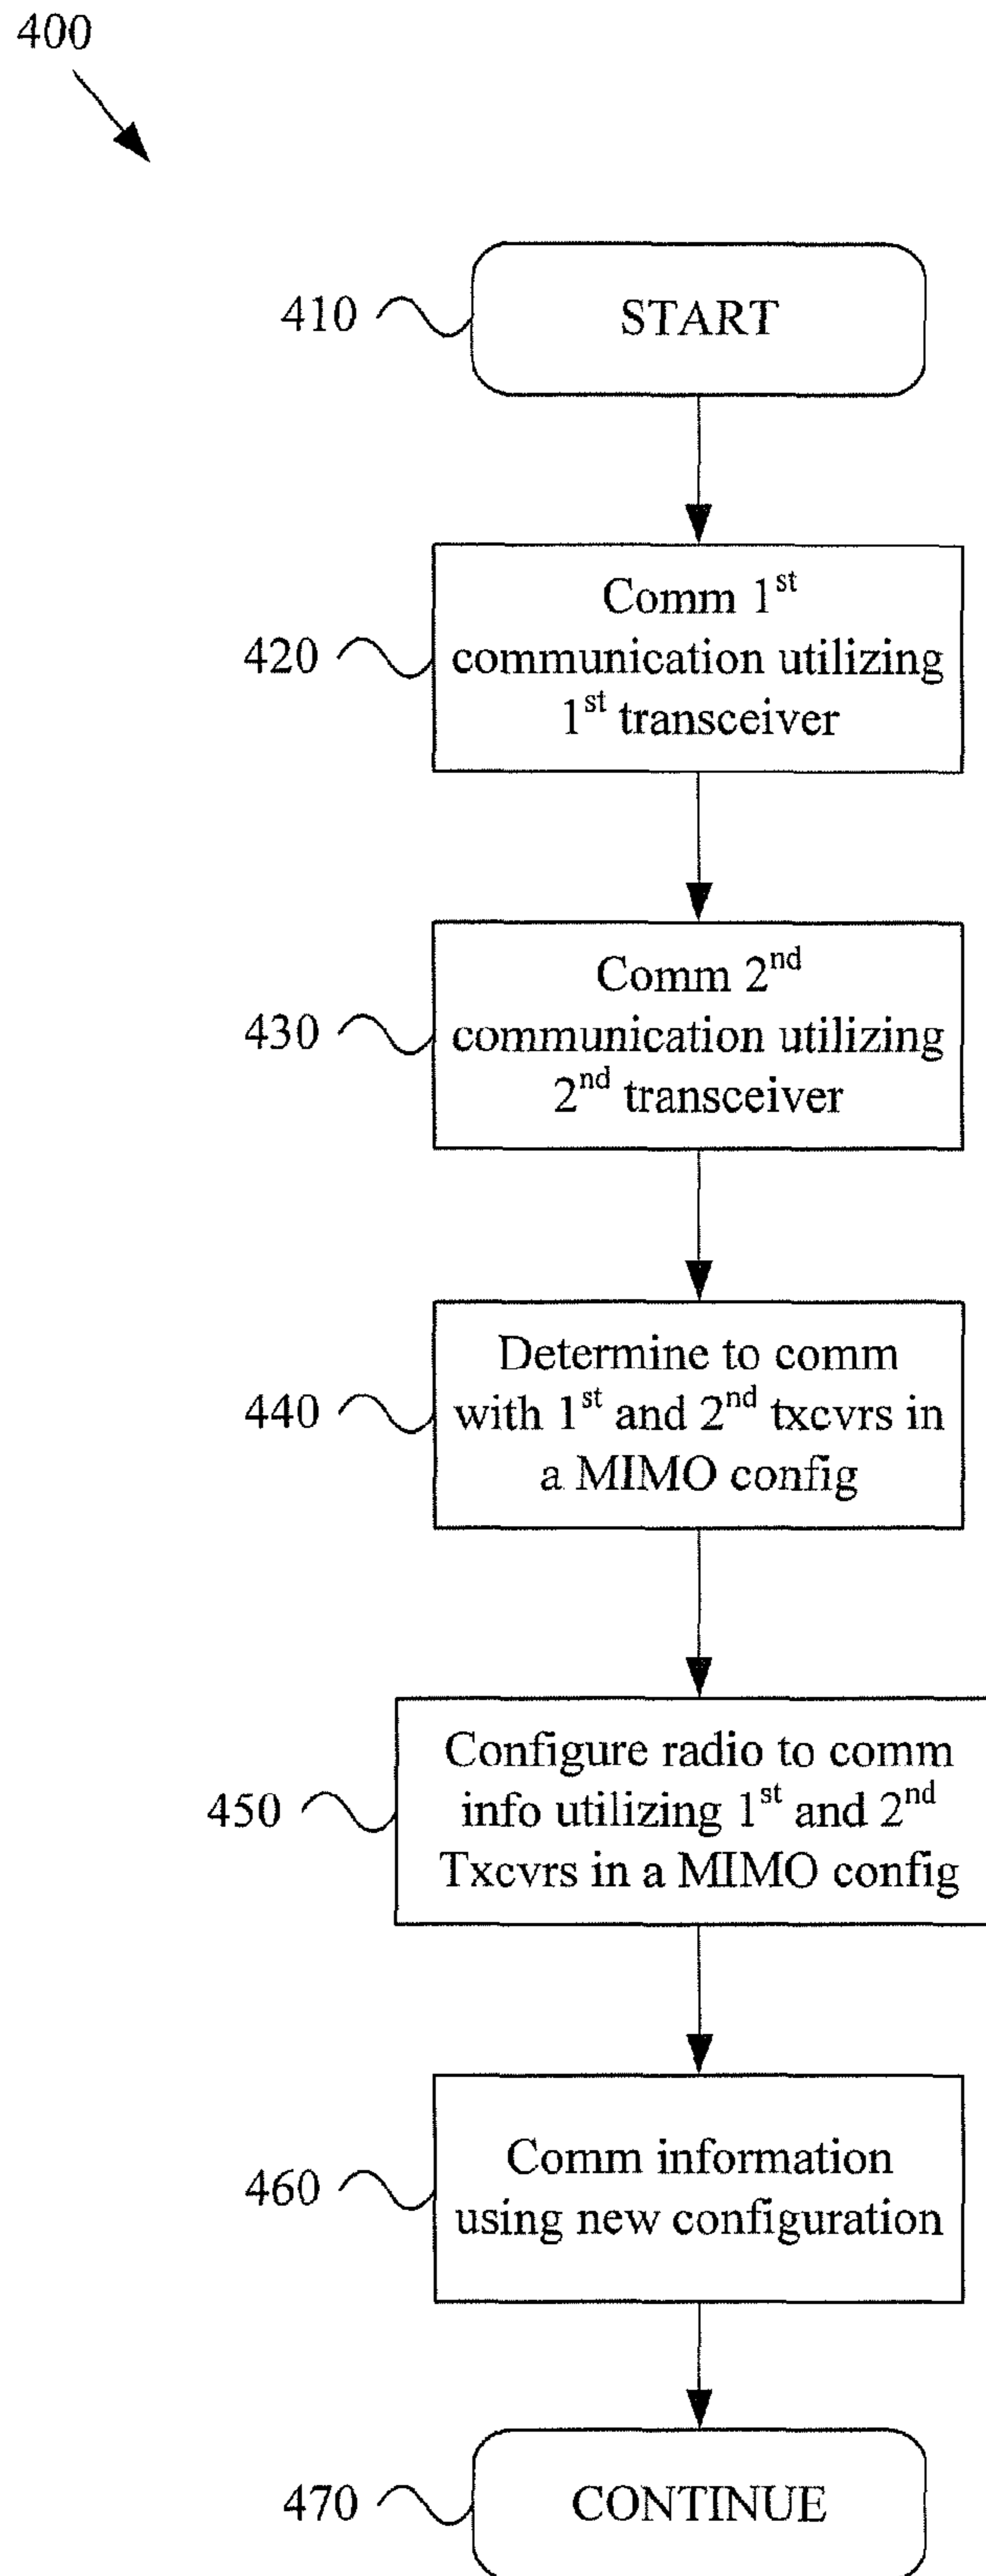 400
410
START
420
Comm 1st
communication utilizing
1st transceiver
430
Comm 2nd
communication utilizing
2nd transceiver
440
Determine to comm
with 1st and 2nd txcvrs in
a MIMO config
450
Configure radio to comm
info utilizing 1st and 2nd
Txcvrs in a MIMO config
460
Comm information
using new configuration
470
CONTINUE